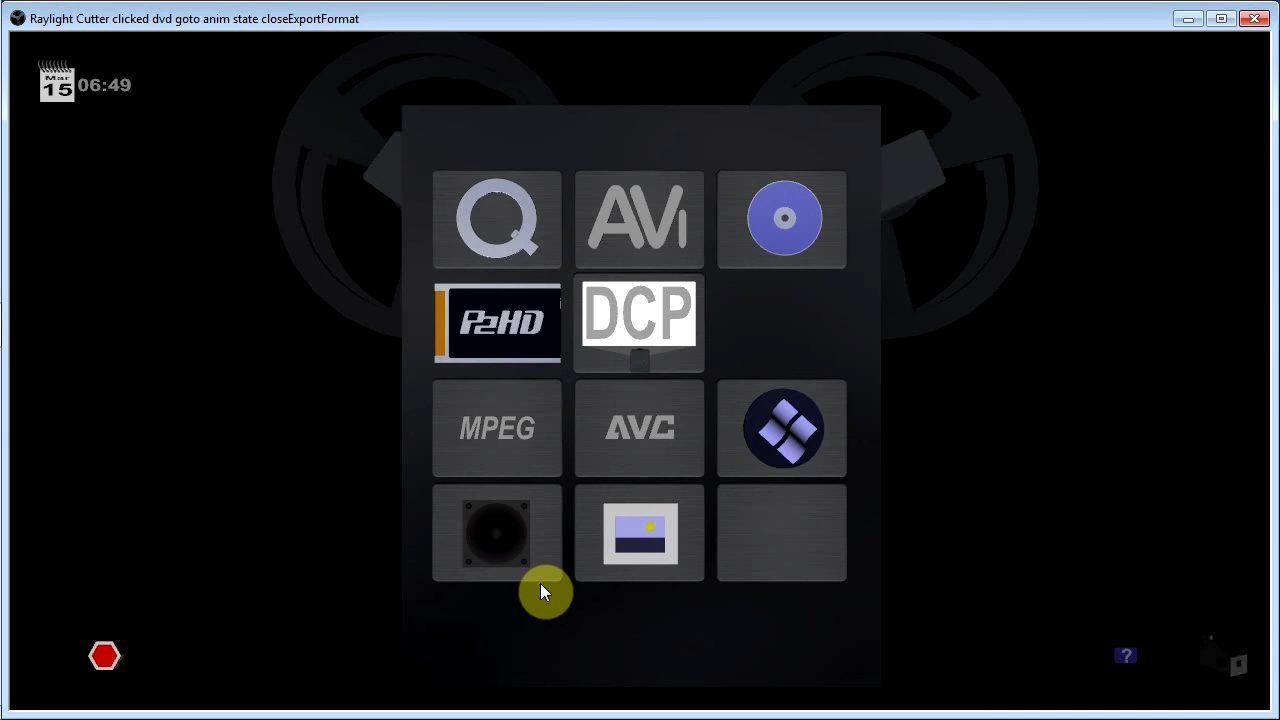 Raylight Cutter clicked dvd goto anim state closeExportFormat
Mar
15
06:49
Q
AVi
P2HD
DCP
MPEG
AVC
?